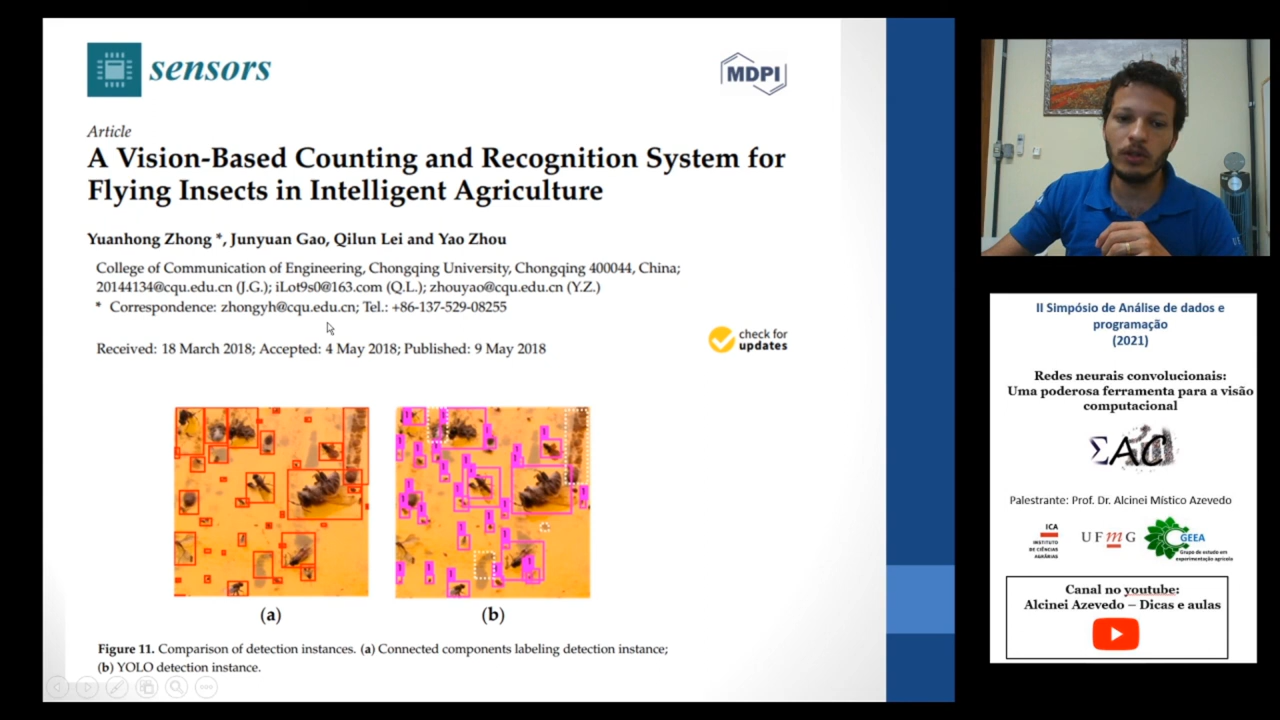 sensors
MDPI
Article
A Vision-Based Counting and Recognition System for
Flying Insects in Intelligent Agriculture
Yuanhong Zhong *, Junyuan Gao, Qilun Lei and Yao Zhou
College of Communication of Engineering, Chongqing University, Chongqing 400044, China;
20144134@cqu.edu.cn (J.G.); iLot9s0@163.com (Q.L.); zhouyao@cqu.edu.cn (Y.Z.)
* Correspondence: zhongyh@cqu.edu.cn; Tel.: +86-137-529-08255
check for
updates
Received: 18 March 2018; Accepted: 4 May 2018; Published: 9 May 2018
(a)
(b)
Figure 11. Comparison of detection instances. (a) Connected components labeling detection instance;
(b) YOLO detection instance.
II Simpósio de Análise de dados e
programação
(2021)
Redes neurais convolucionais:
Uma poderosa ferramenta para a visão
computacional
ΣAC
Palestrante: Prof. Dr. Alcinei Místico Azevedo
ICA
INSTITUTO
DE CIÊNCIAS
AGRÁRIAS
UFmG
GEEA
Grupo de estudo em
experimentação agrícola
Canal no youtube:
Alcinei Azevedo – Dicas e aulas